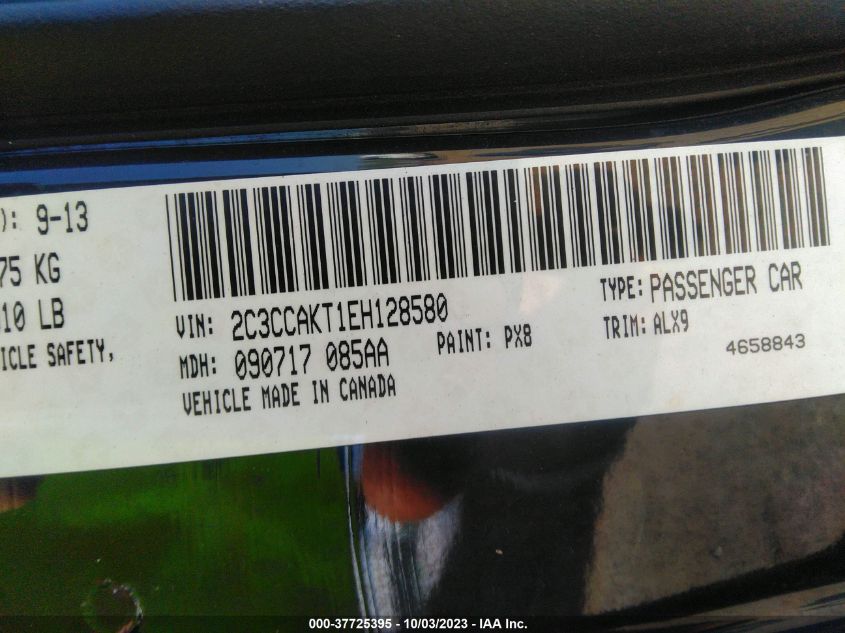 ): 9-13
75 KG
10 LB
ICLE SAFETY,
VIN: 2C3CCAKT1EH128580
TYPE: PASSENGER CAR
MDH: 090717 085AA
PAINT: PX8
TRIM: ALX9
VEHICLE MADE IN CANADA
4658843
000-37725395 - 10/03/2023 - IAA Inc.